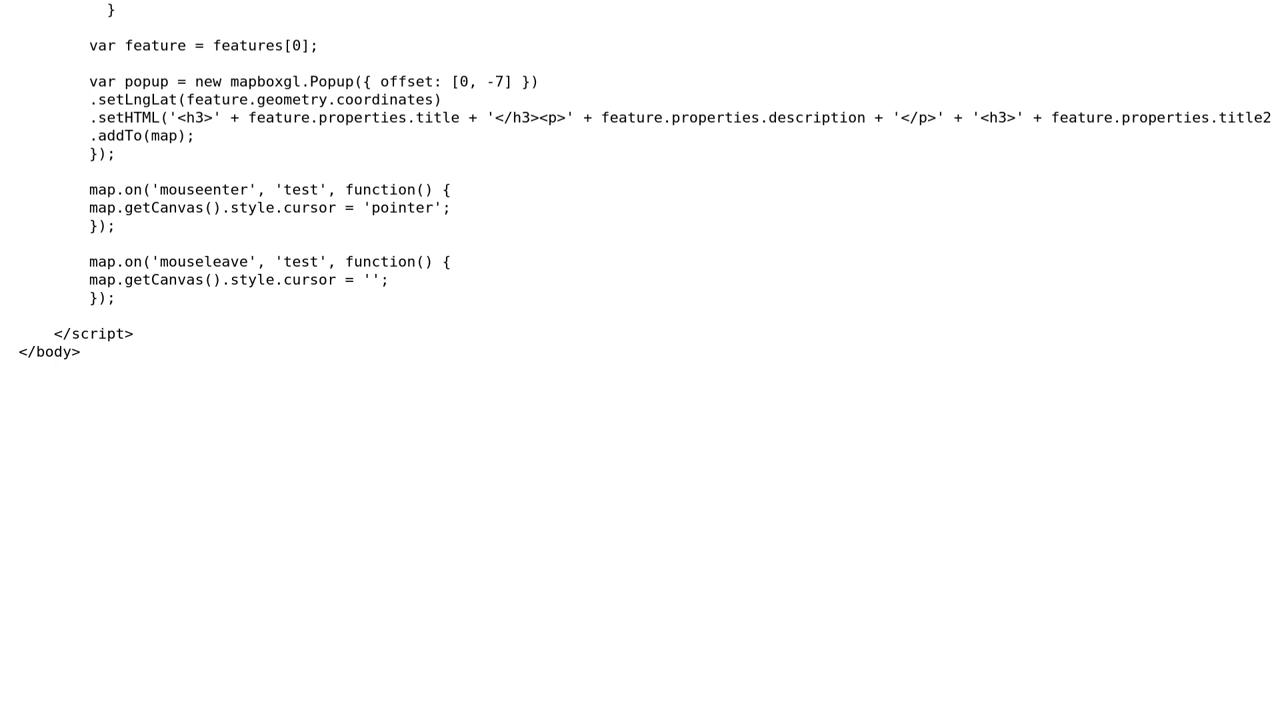 }
var feature = features[0];
var popup = new mapboxgl.Popup({ offset: [0, -7] })
.setLngLat(feature.geometry.coordinates)
.setHTML('<h3>' + feature.properties.title + '</h3><p>' + feature.properties.description + '</p>' + '<h3>' + feature.properties.title2
.addTo(map);
});
map.on('mouseenter', 'test', function() {
map.getCanvas().style.cursor = 'pointer';
});
map.on('mouseleave', 'test', function() {
map.getCanvas().style.cursor = '';
});
</script>
</body>